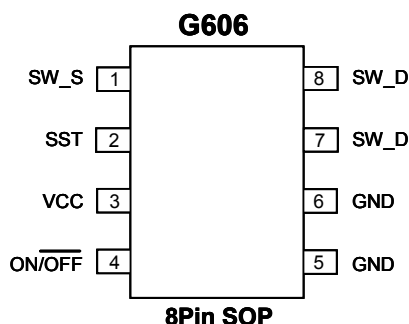 G606
SW_S 1 8 SW_D
SST 2 7 SW_D
VCC 3 6 GND
ON/OFF 4 5 GND
8Pin SOP